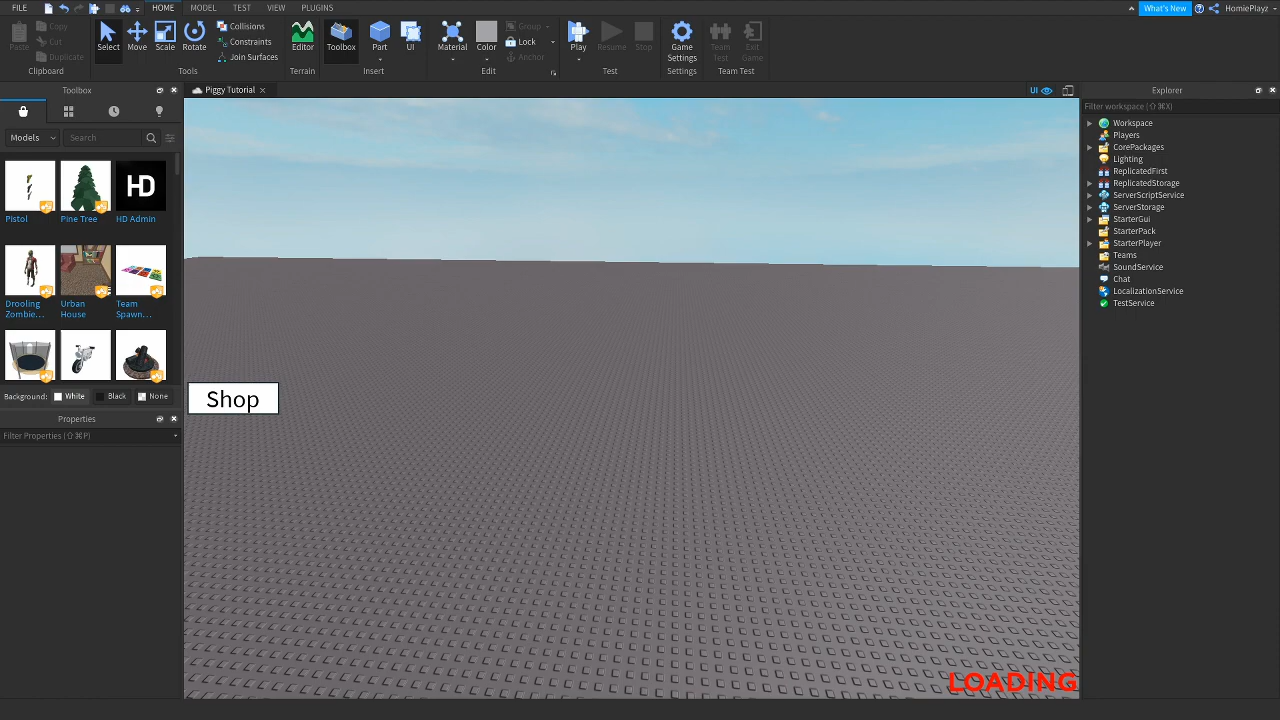 FILE
HOME
MODEL
TEST
VIEW
PLUGINS
What's New
HomiePlayz
Paste
Copy
Cut
Duplicate
Clipboard
Select
Move
Scale
Rotate
Collisions
Constraints
Join Surfaces
Tools
Editor
Terrain
Toolbox
Part
UI
Insert
Material
Color
Group
Lock
Anchor
Edit
Play
Resume
Stop
Test
Game
Settings
Settings
Team
Test
Exit
Game
Team Test
Toolbox
Piggy Tutorial
UI
Explorer
Filter workspace (⇧⌘X)
Models
Search
Pistol
Pine Tree
HD
HD Admin
Drooling
Zombie...
Urban
House
Team
Spawn...
Background:
White
Black
None
Properties
Filter Properties (⇧⌘P)
Shop
LOADING
Workspace
Players
CorePackages
Lighting
ReplicatedFirst
ReplicatedStorage
ServerScriptService
ServerStorage
StarterGui
StarterPack
StarterPlayer
Teams
SoundService
Chat
LocalizationService
TestService